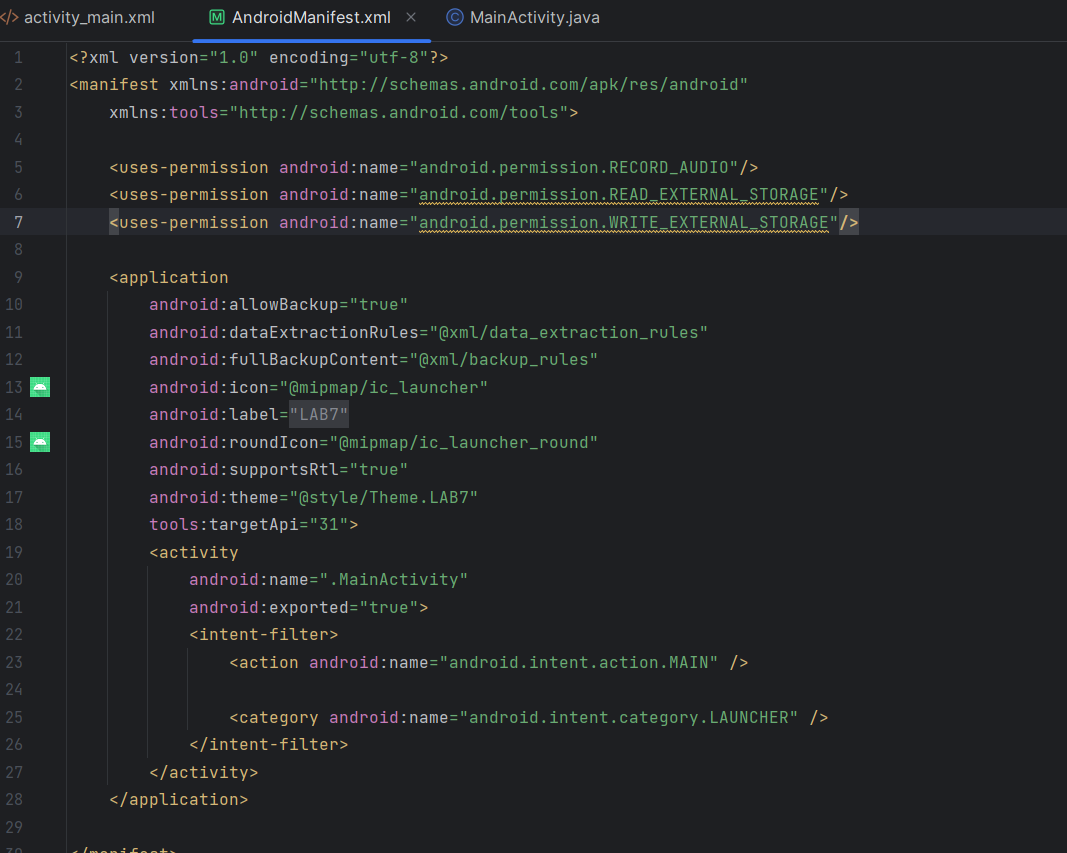 </> activity_main.xml
M AndroidManifest.xml ×
C MainActivity.java
1 <?xml version="1.0" encoding="utf-8"?>
2 <manifest xmlns:android="http://schemas.android.com/apk/res/android"
3 xmlns:tools="http://schemas.android.com/tools">
4
5 <uses-permission android:name="android.permission.RECORD_AUDIO"/>
6 <uses-permission android:name="android.permission.READ_EXTERNAL_STORAGE"/>
7 <uses-permission android:name="android.permission.WRITE_EXTERNAL_STORAGE"/>
8
9 <application
10 android:allowBackup="true"
11 android:dataExtractionRules="@xml/data_extraction_rules"
12 android:fullBackupContent="@xml/backup_rules"
13 android:icon="@mipmap/ic_launcher"
14 android:label="LAB7"
15 android:roundIcon="@mipmap/ic_launcher_round"
16 android:supportsRtl="true"
17 android:theme="@style/Theme.LAB7"
18 tools:targetApi="31">
19 <activity
20 android:name=".MainActivity"
21 android:exported="true">
22 <intent-filter>
23 <action android:name="android.intent.action.MAIN" />
24
25 <category android:name="android.intent.category.LAUNCHER" />
26 </intent-filter>
27 </activity>
28 </application>
29
30 </manifest>